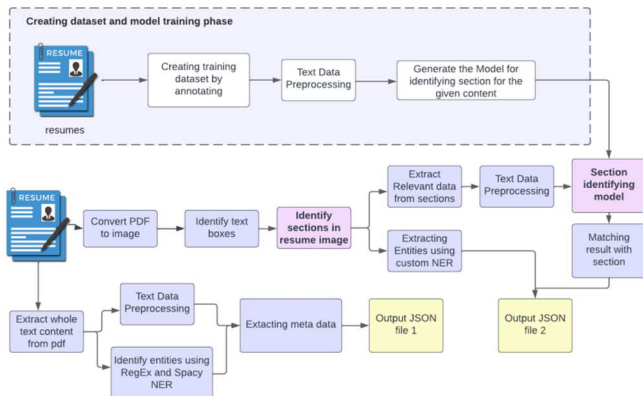 Creating dataset and model training phase
RESUME
resumes
Creating training
dataset by
annotating
Text Data
Preprocessing
Generate the Model for
identifying section for the
given content
RESUME
Convert PDF
to image
Identify text
boxes
Identify
sections in
resume image
Extract
Relevant data
from sections
Text Data
Preprocessing
Section
identifying
model
Extracting
Entities using
custom NER
Matching
result with
section
Extract whole
text content
from pdf
Text Data
Preprocessing
Identify entities using
RegEx and Spacy
NER
Extacting meta data
Output JSON
file 1
Output JSON
file 2